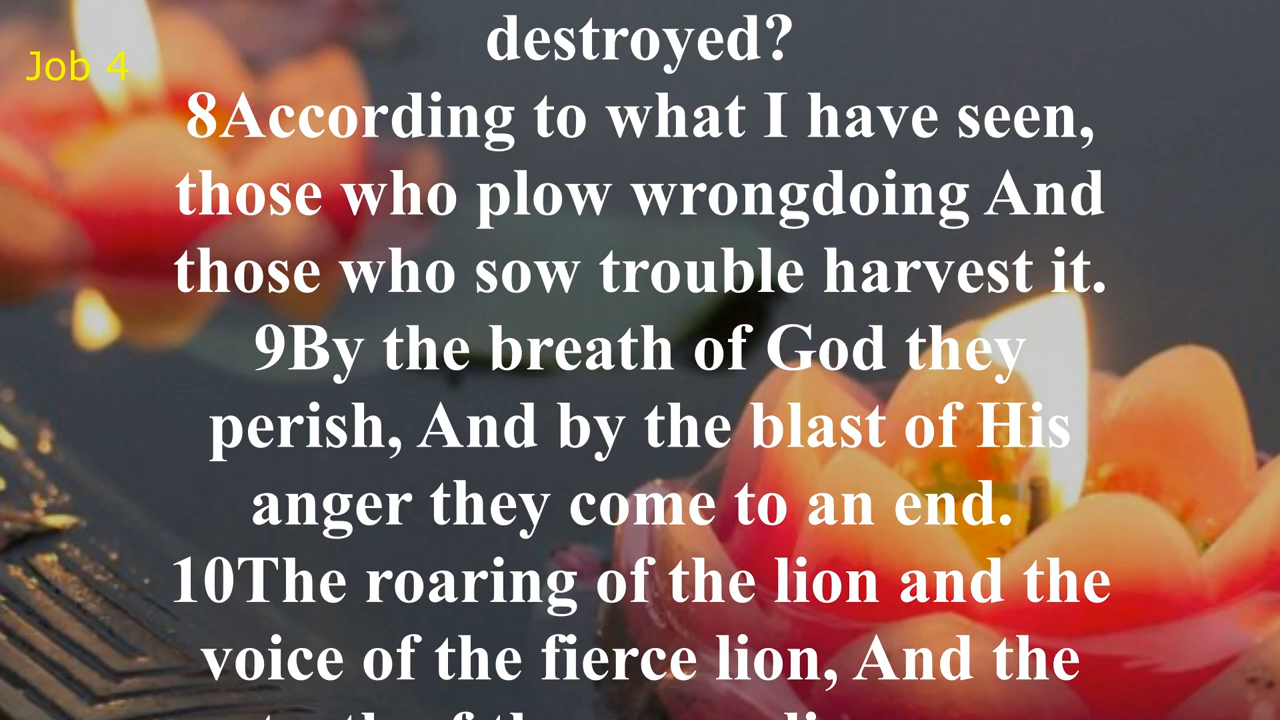 destroyed?
Job 4
8According to what I have seen,
those who plow wrongdoing And
those who sow trouble harvest it.
9By the breath of God they
perish, And by the blast of His
anger they come to an end.
10The roaring of the lion and the
voice of the fierce lion, And the